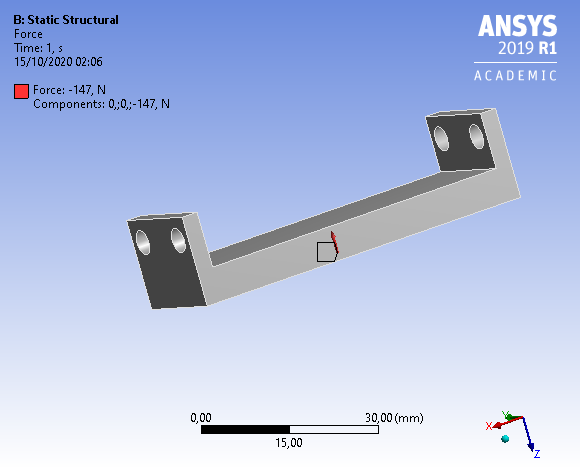 B: Static Structural
Force
Time: 1, s
15/10/2020 02:06
Force: -147, N
Components: 0,;0,;-147, N
ANSYS
2019 R1
ACADEMIC
0,00
30,00 (mm)
15,00
X
Y
Z